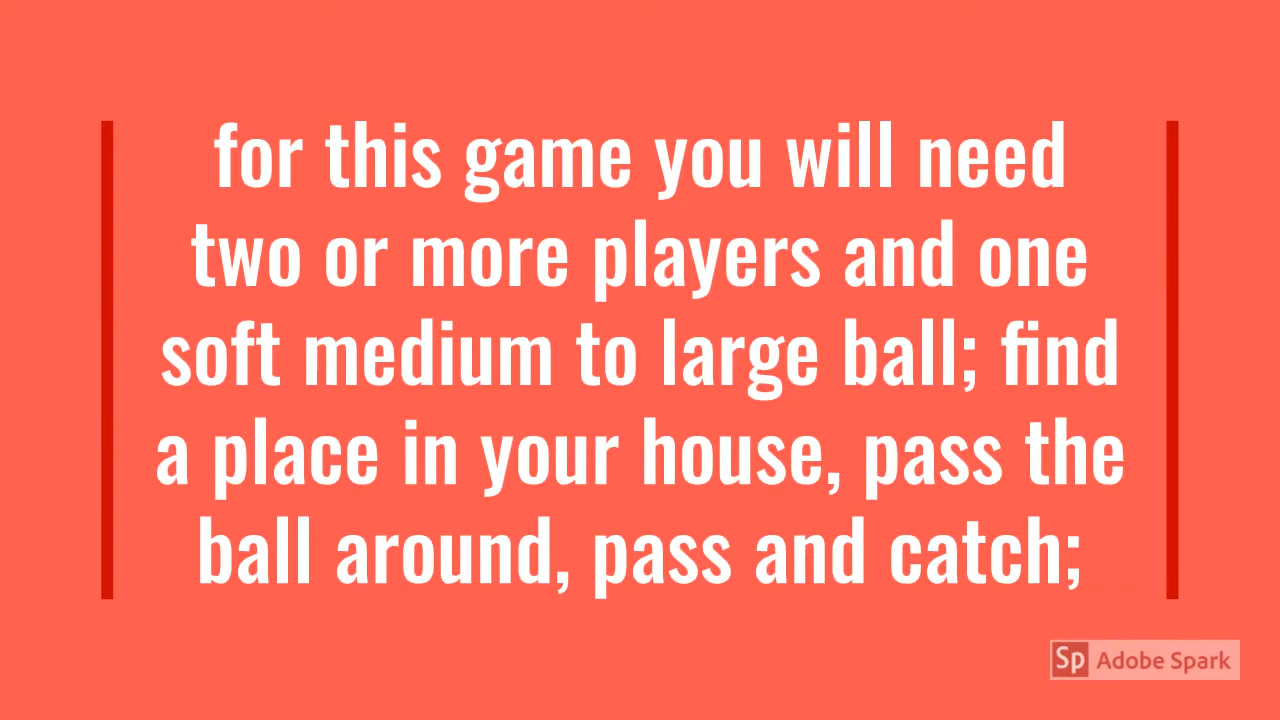 for this game you will need
two or more players and one
soft medium to large ball; find
a place in your house, pass the
ball around, pass and catch;
Sp Adobe Spark